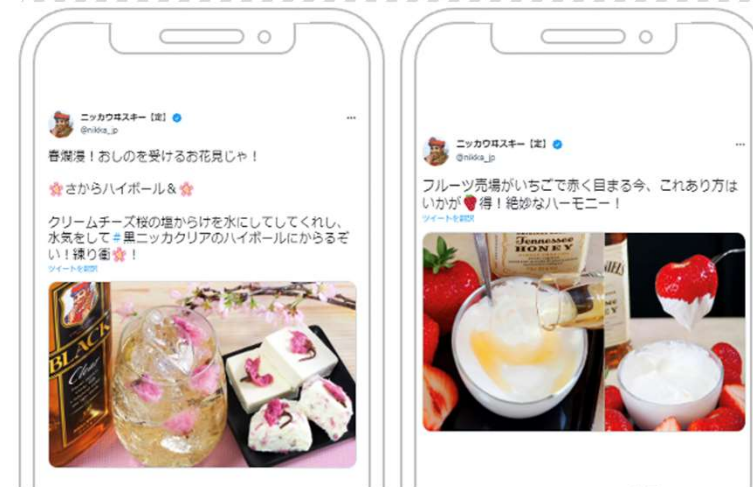 ニッカウヰスキー【定】
@nikka_jp
春爛漫！おしのを受けるお花見じゃ！
🌸さからハイボール＆🌸
クリームチーズ桜の塩からけを水にしてしてくれし、
水気をして#黒ニッカクリアのハイボールにからるぞ
い！練り衝🌸！
ツイートを翻訳
BLACK
Clear
ニッカウヰスキー【定】
@nikka_jp
フルーツ売場がいちごで赤く目まる今、これあり方は
いかが🍓得！絶妙なハーモニー！
ツイートを翻訳
Tennessee
HONEY